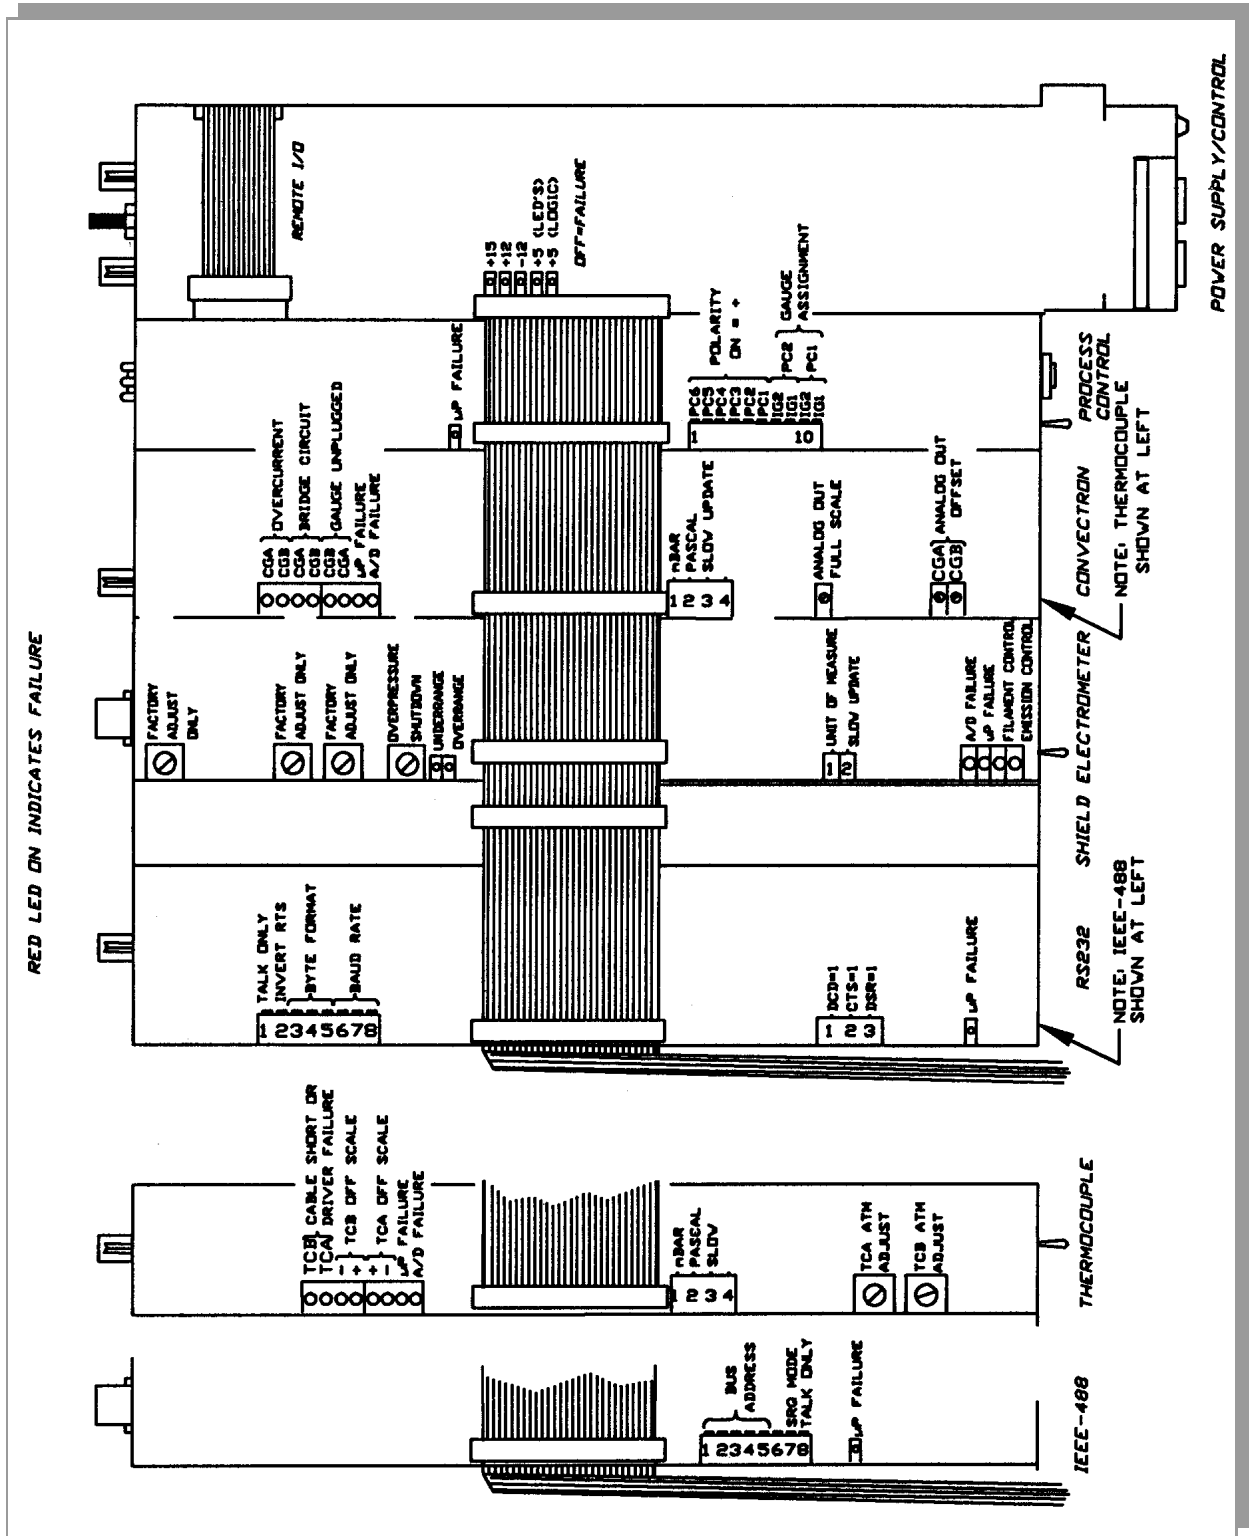 RED LED ON INDICATES FAILURE
POWER SUPPLY/CONTROL
REMOTE I/O
+15
+12
-12
+5 (LED'S)
+5 (LOGIC)
OFF=FAILURE
PROCESS
CONTROL
µP FAILURE
PC6
PC5
PC4
PC3
PC2
PC1
IG2
IG1
IG2
IG1
1
10
POLARITY
ON = +
PC2
PC1
GAUGE
ASSIGNMENT
CONVECTRON
NOTE: THERMOCOUPLE
SHOWN AT LEFT
CGA
CGB
OVERCURRENT
CGA
CGB
BRIDGE CIRCUIT
CGB
CGA
GAUGE UNPLUGGED
µP FAILURE
A/D FAILURE
1 2 3 4
mBAR
PASCAL
SLOW UPDATE
ANALOG OUT
FULL SCALE
CGA
CGB
ANALOG OUT
OFFSET
ELECTROMETER
FACTORY
ADJUST
ONLY
FACTORY
ADJUST ONLY
FACTORY
ADJUST ONLY
OVERPRESSURE
SHUTDOWN
UNDERRANGE
OVERRANGE
1
2
UNIT OF MEASURE
SLOW UPDATE
A/D FAILURE
µP FAILURE
FILAMENT CONTROL
EMISSION CONTROL
SHIELD
RS232
NOTE: IEEE-488
SHOWN AT LEFT
1 2 3 4 5 6 7 8
TALK ONLY
INVERT RTS
BYTE FORMAT
BAUD RATE
1 2 3
DCD=1
CTS=1
DSR=1
µP FAILURE
THERMOCOUPLE
TCB
TCA
CABLE SHORT OR
DRIVER FAILURE
-
+
TCB OFF SCALE
+
-
TCA OFF SCALE
µP FAILURE
A/D FAILURE
1 2 3 4
mBAR
PASCAL
SLOW
TCA ATM
ADJUST
TCB ATM
ADJUST
IEEE-488
1 2 3 4 5 6 7 8
BUS
ADDRESS
SRQ MODE
TALK ONLY
µP FAILURE